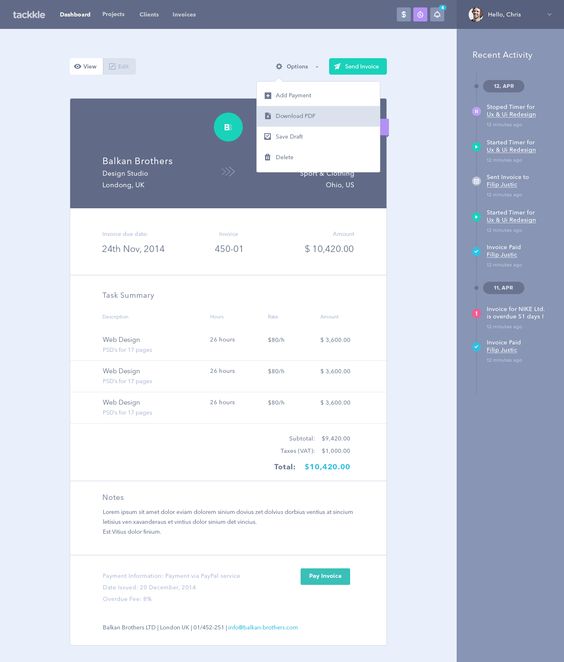 tackkle
Dashboard Projects Clients Invoices
$
4
Hello, Chris
View
Edit
Options
Send Invoice
Add Payment
Download PDF
Save Draft
Delete
B
Balkan Brothers
Design Studio
Londong, UK
Sport & Clothing
Ohio, US
Invoice due date
Invoice
Amount
24th Nov, 2014
450-01
$ 10,420.00
Task Summary
Description Hours Rate Amount
Web Design 26 hours $80/h $ 3,600.00
PSD's for 17 pages
Web Design 26 hours $80/h $ 3,600.00
PSD's for 17 pages
Web Design 26 hours $80/h $ 3,600.00
PSD's for 17 pages
Subtotal: $9,420.00
Taxes (VAT): $1,000.00
Total: $10,420.00
Notes
Lorem ipsum sit amet dolor eviam dolorem sinium dovius zet dolvius dorbius ventius at sincium
letisius ven xavanderaus et vintius dolor sinium det vincius.
Est Vitius dolor finium.
Payment Information: Payment via PayPal service
Date Issued: 20 December, 2014
Overdue Fee: 8%
Pay Invoice
Balkan Brothers LTD | London UK | 01/452-251 | info@balkan-brothers.com
Recent Activity
12, APR
Stoped Timer for
Ux & Ui Redesign
12 minutes ago
Started Timer for
Ux & Ui Redesign
12 minutes ago
Sent Invoice to
Filip Justic
12 minutes ago
Started Timer for
Ux & Ui Redesign
12 minutes ago
Invoice Paid
Filip Justic
12 minutes ago
11, APR
Invoice for NIKE Ltd.
is overdue 51 days !
12 minutes ago
Invoice Paid
Filip Justic
12 minutes ago